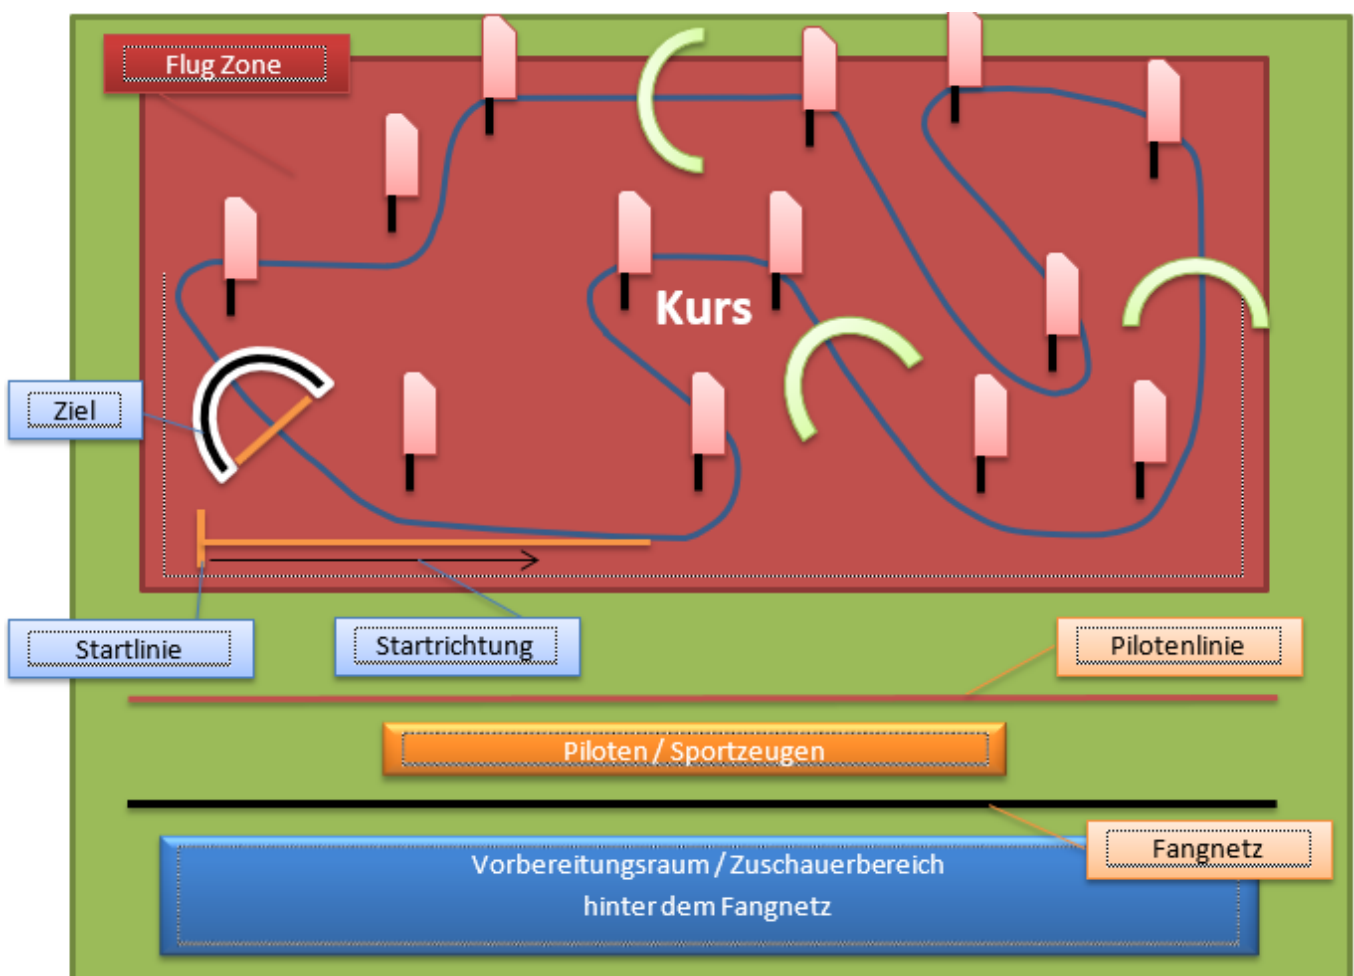 Flug Zone
Kurs
Ziel
Startlinie
Startrichtung
Pilotenlinie
Piloten / Sportzeugen
Fangnetz
Vorbereitungsraum / Zuschauerbereich
hinter dem Fangnetz